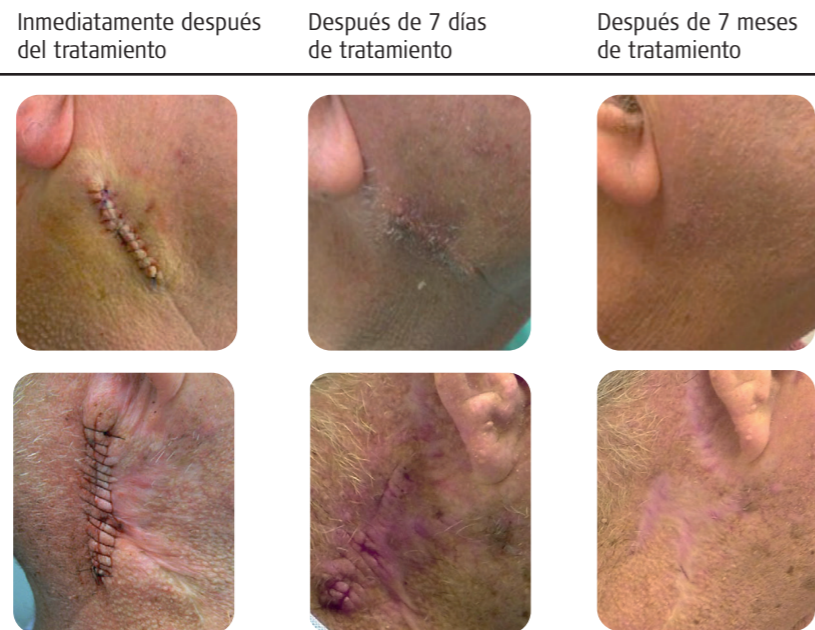 Inmediatamente después
del tratamiento
Después de 7 días
de tratamiento
Después de 7 meses
de tratamiento